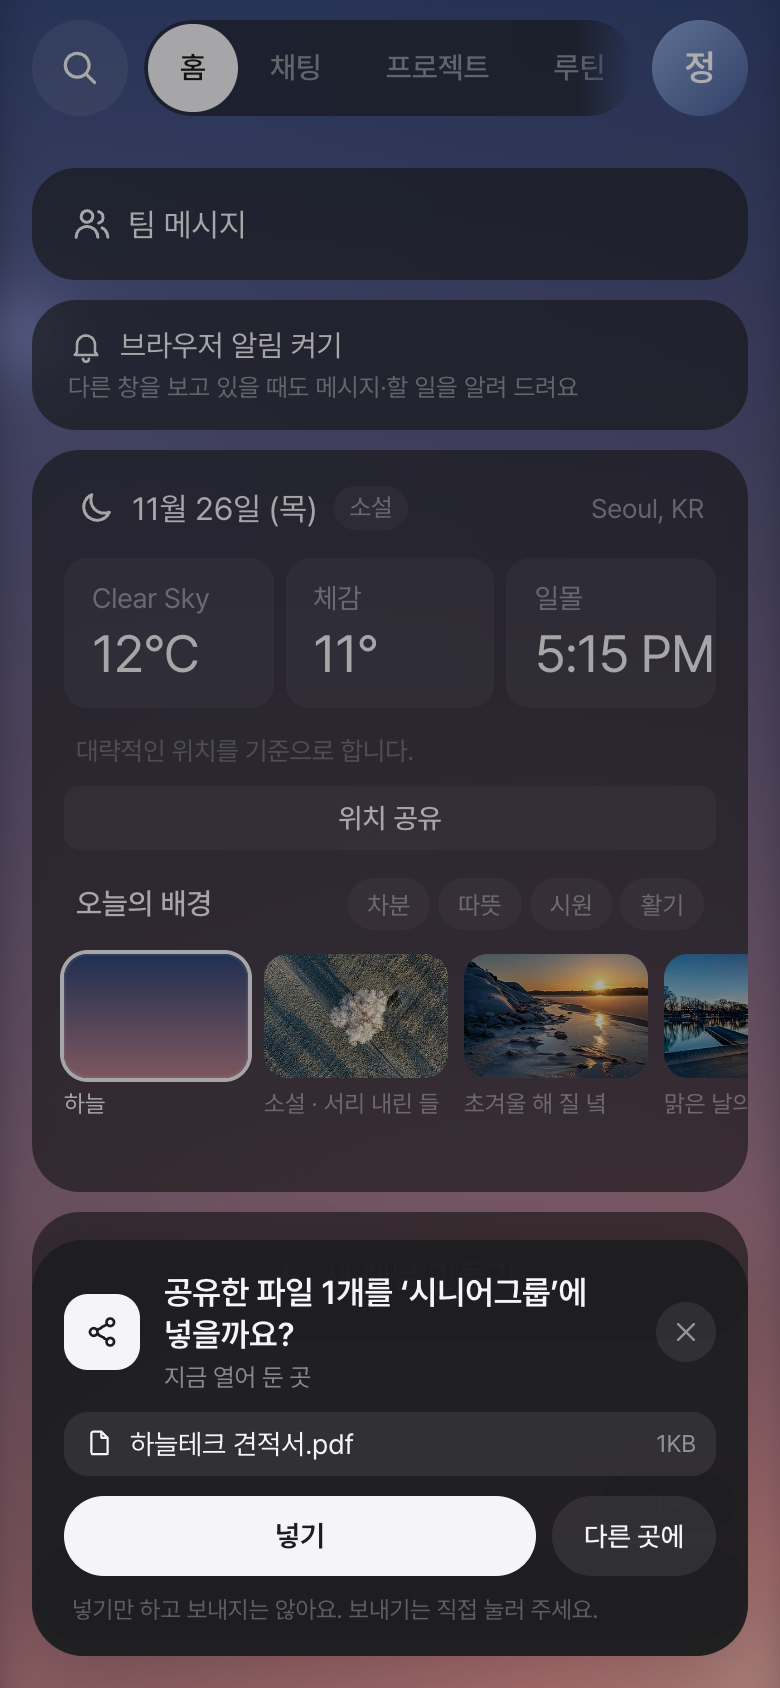 홈 채팅 프로젝트 루틴 정
팀 메시지
브라우저 알림 켜기
다른 창을 보고 있을 때도 메시지·할 일을 알려 드려요
11월 26일 (목) 소설 Seoul, KR
Clear Sky 체감 일몰
12°C 11° 5:15 PM
대략적인 위치를 기준으로 합니다.
위치 공유
오늘의 배경 차분 따뜻 시원 활기
하늘 소설 · 서리 내린 들 초겨울 해 질 녘 맑은 날의
공유한 파일 1개를 ‘시니어그룹’에
넣을까요?
지금 열어 둔 곳
하늘테크 견적서.pdf 1KB
넣기 다른 곳에
넣기만 하고 보내지는 않아요. 보내기는 직접 눌러 주세요.